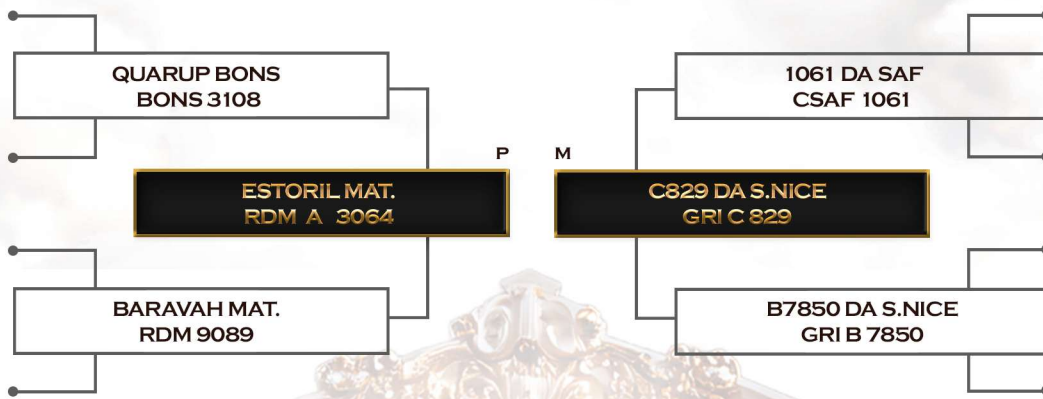 QUARUP BONS
BONS 3108
1061 DA SAF
CSAF 1061
P
M
ESTORIL MAT.
RDM A 3064
C829 DA S.NICE
GRI C 829
BARAVAH MAT.
RDM 9089
B7850 DA S.NICE
GRI B 7850